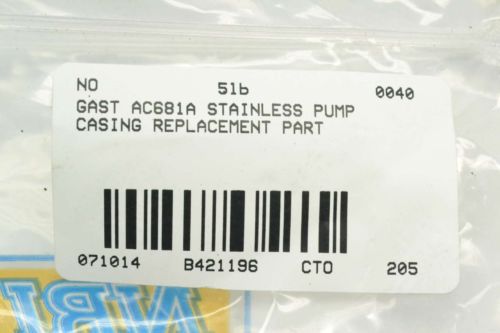 NO 51b 0040
GAST AC681A STAINLESS PUMP
CASING REPLACEMENT PART
071014 B421196 CTO 205